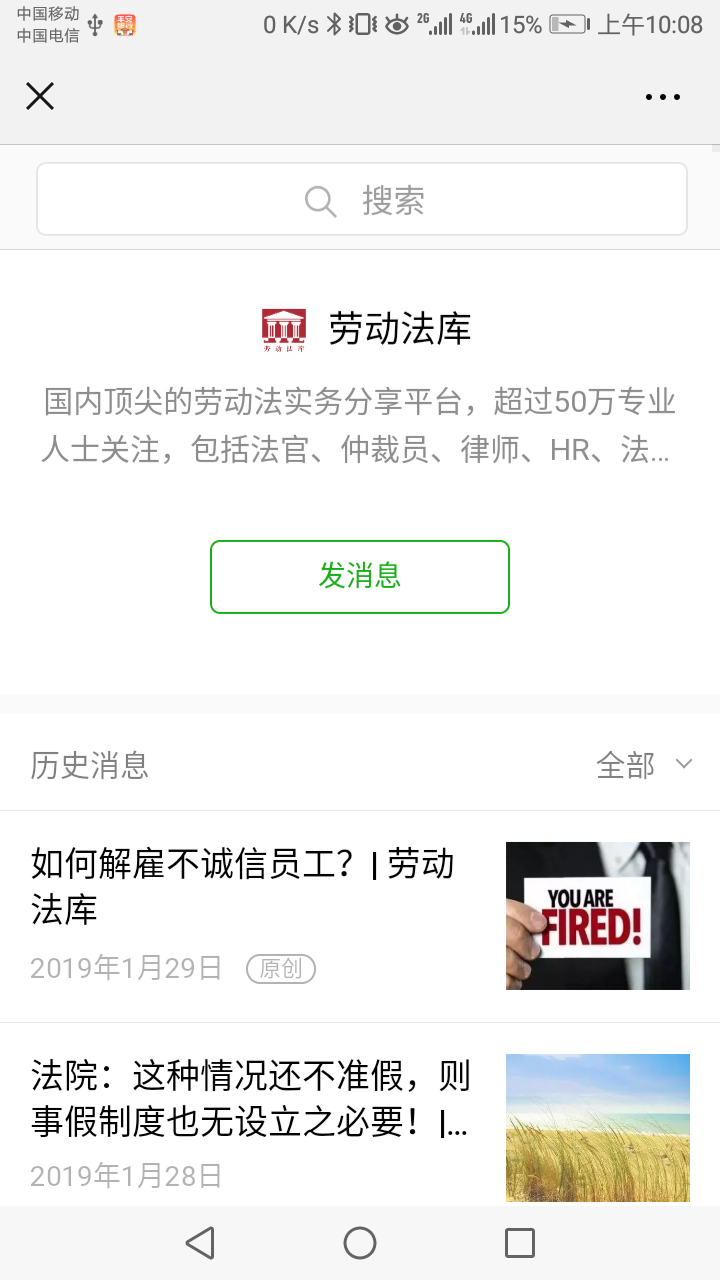 中国移动
中国电信
0 K/s 2G 4G 15% 上午10:08
搜索
劳动法库
劳动法库
国内顶尖的劳动法实务分享平台，超过50万专业
人士关注，包括法官、仲裁员、律师、HR、法...
发消息
历史消息 全部
如何解雇不诚信员工？| 劳动
法库
2019年1月29日 原创
YOU ARE
FIRED!
法院：这种情况还不准假，则
事假制度也无设立之必要！|...
2019年1月28日